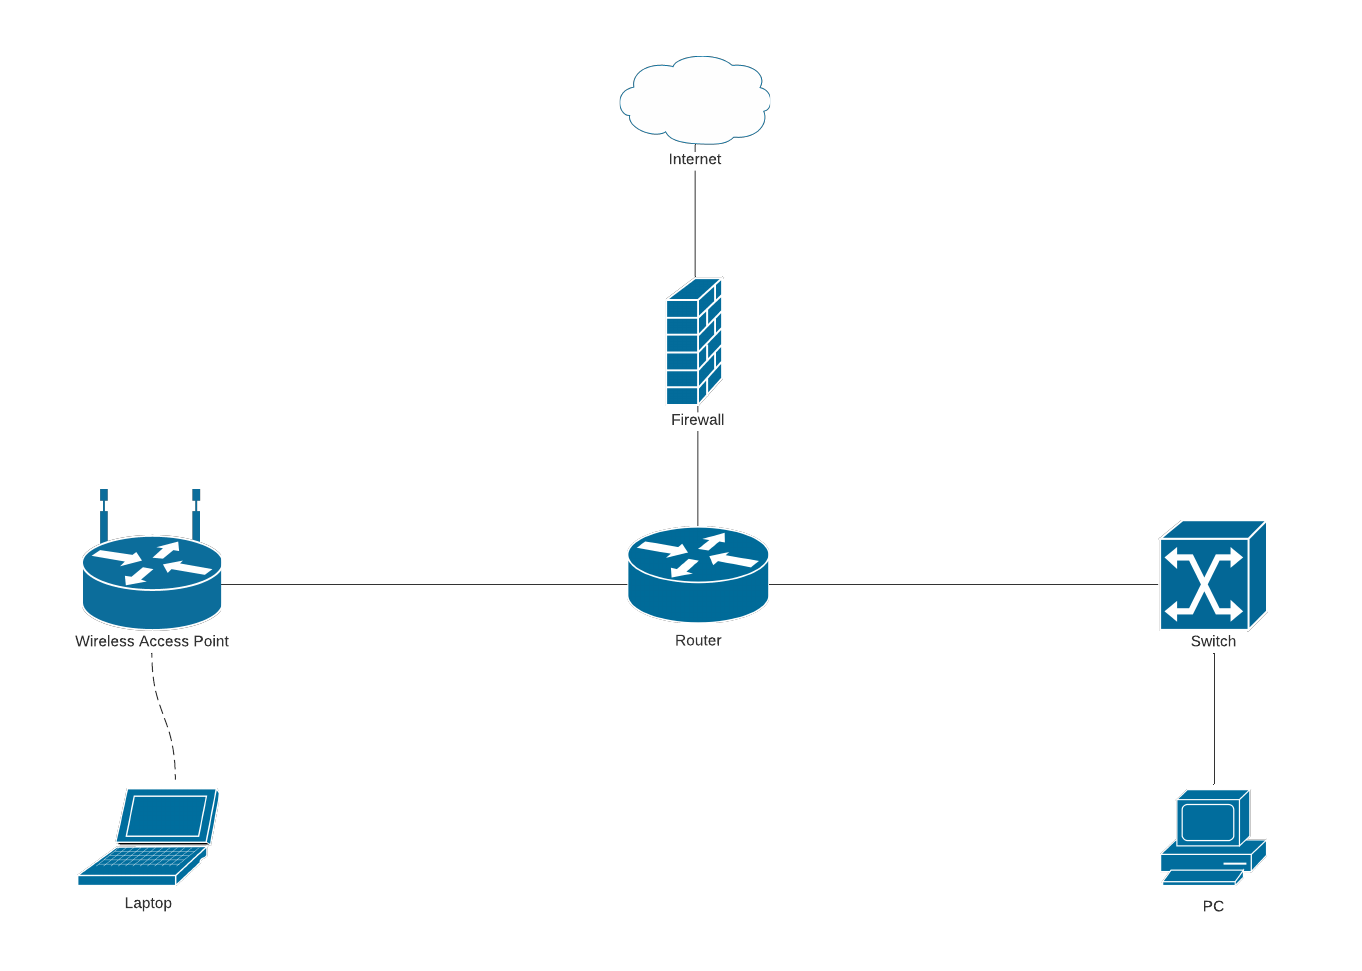 Internet
Firewall
Wireless Access Point
Router
Switch
Laptop
PC